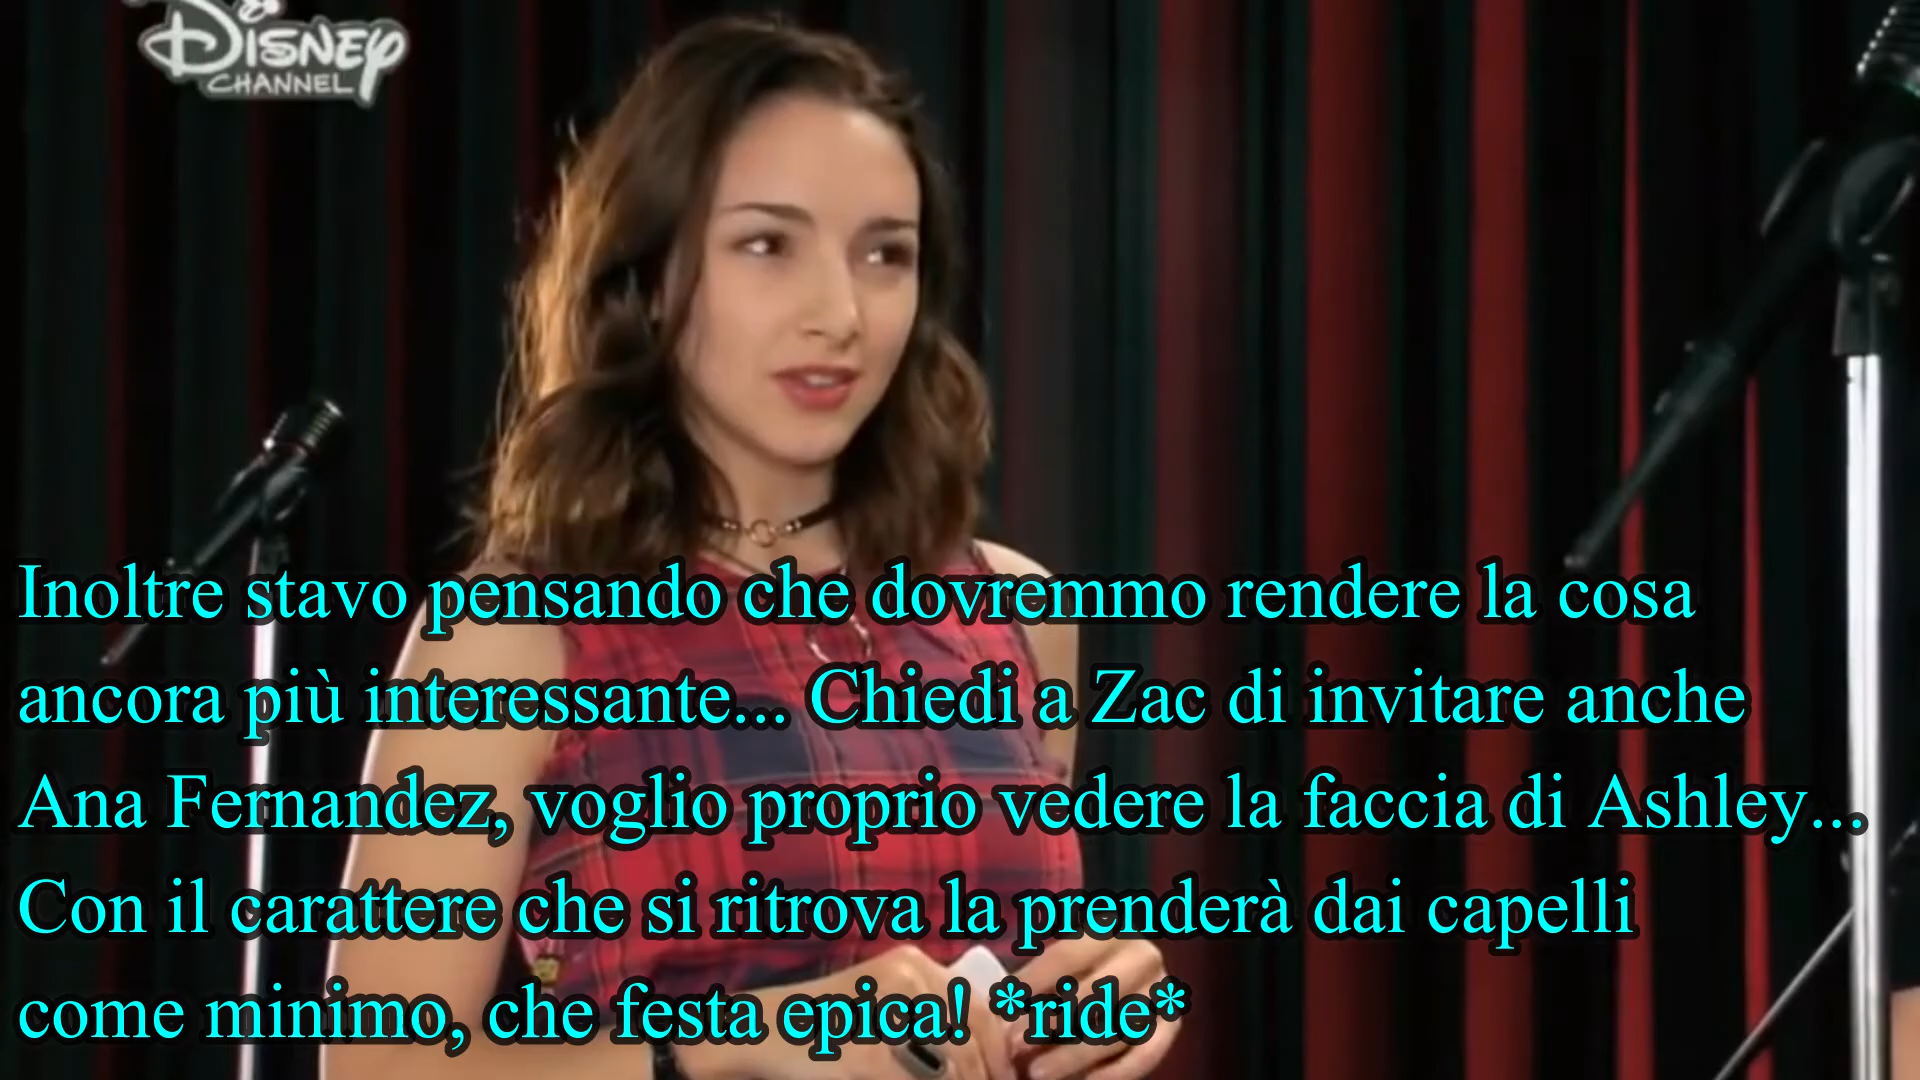 Disney
CHANNEL
Inoltre stavo pensando che dovremmo rendere la cosa
ancora più interessante... Chiedi a Zac di invitare anche
Ana Fernandez, voglio proprio vedere la faccia di Ashley...
Con il carattere che si ritrova la prenderà dai capelli
come minimo, che festa epica! *ride*